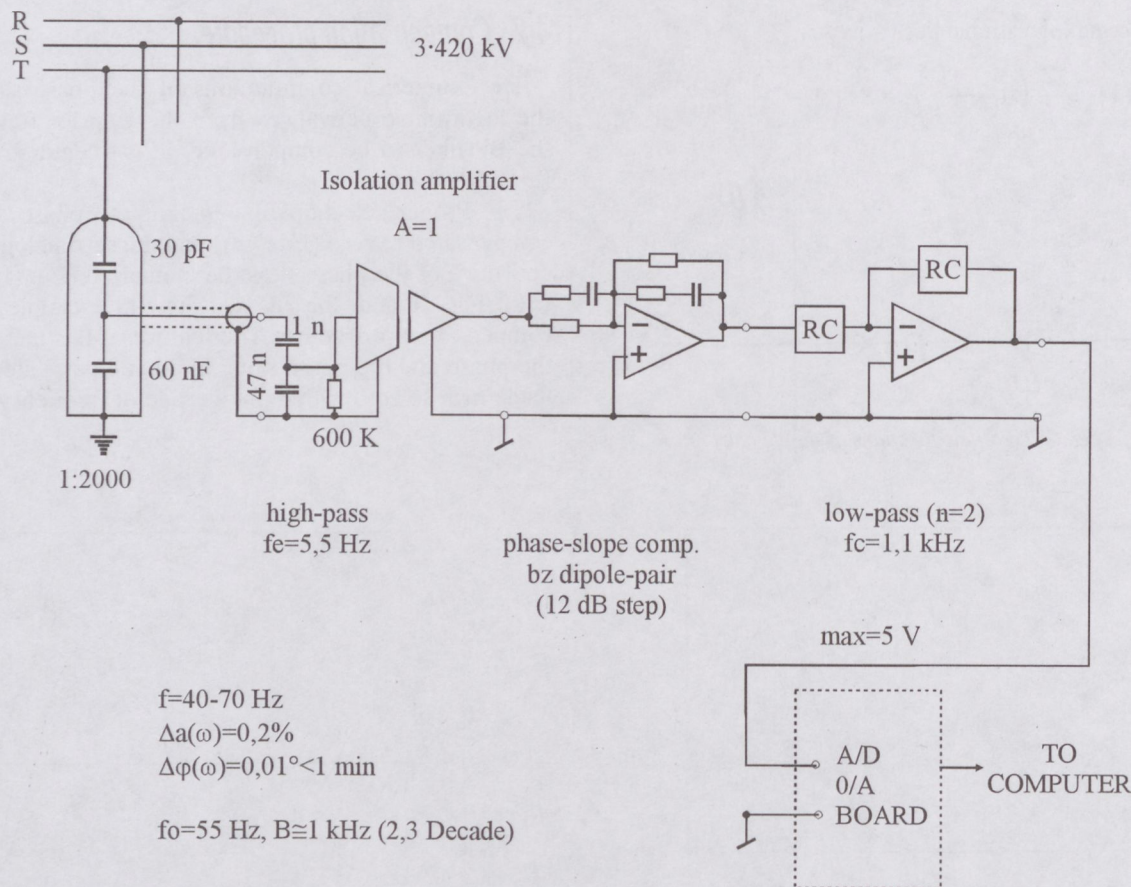 R
S
T
3·420 kV
Isolation amplifier
A=1
30 pF
60 nF
1:2000
1 n
47 n
600 K
RC
RC
high-pass
fe=5,5 Hz
phase-slope comp.
bz dipole-pair
(12 dB step)
low-pass (n=2)
fc=1,1 kHz
max=5 V
f=40-70 Hz
Δa(ω)=0,2%
Δφ(ω)=0,01°<1 min
fo=55 Hz, B≅1 kHz (2,3 Decade)
A/D
0/A
BOARD
TO
COMPUTER